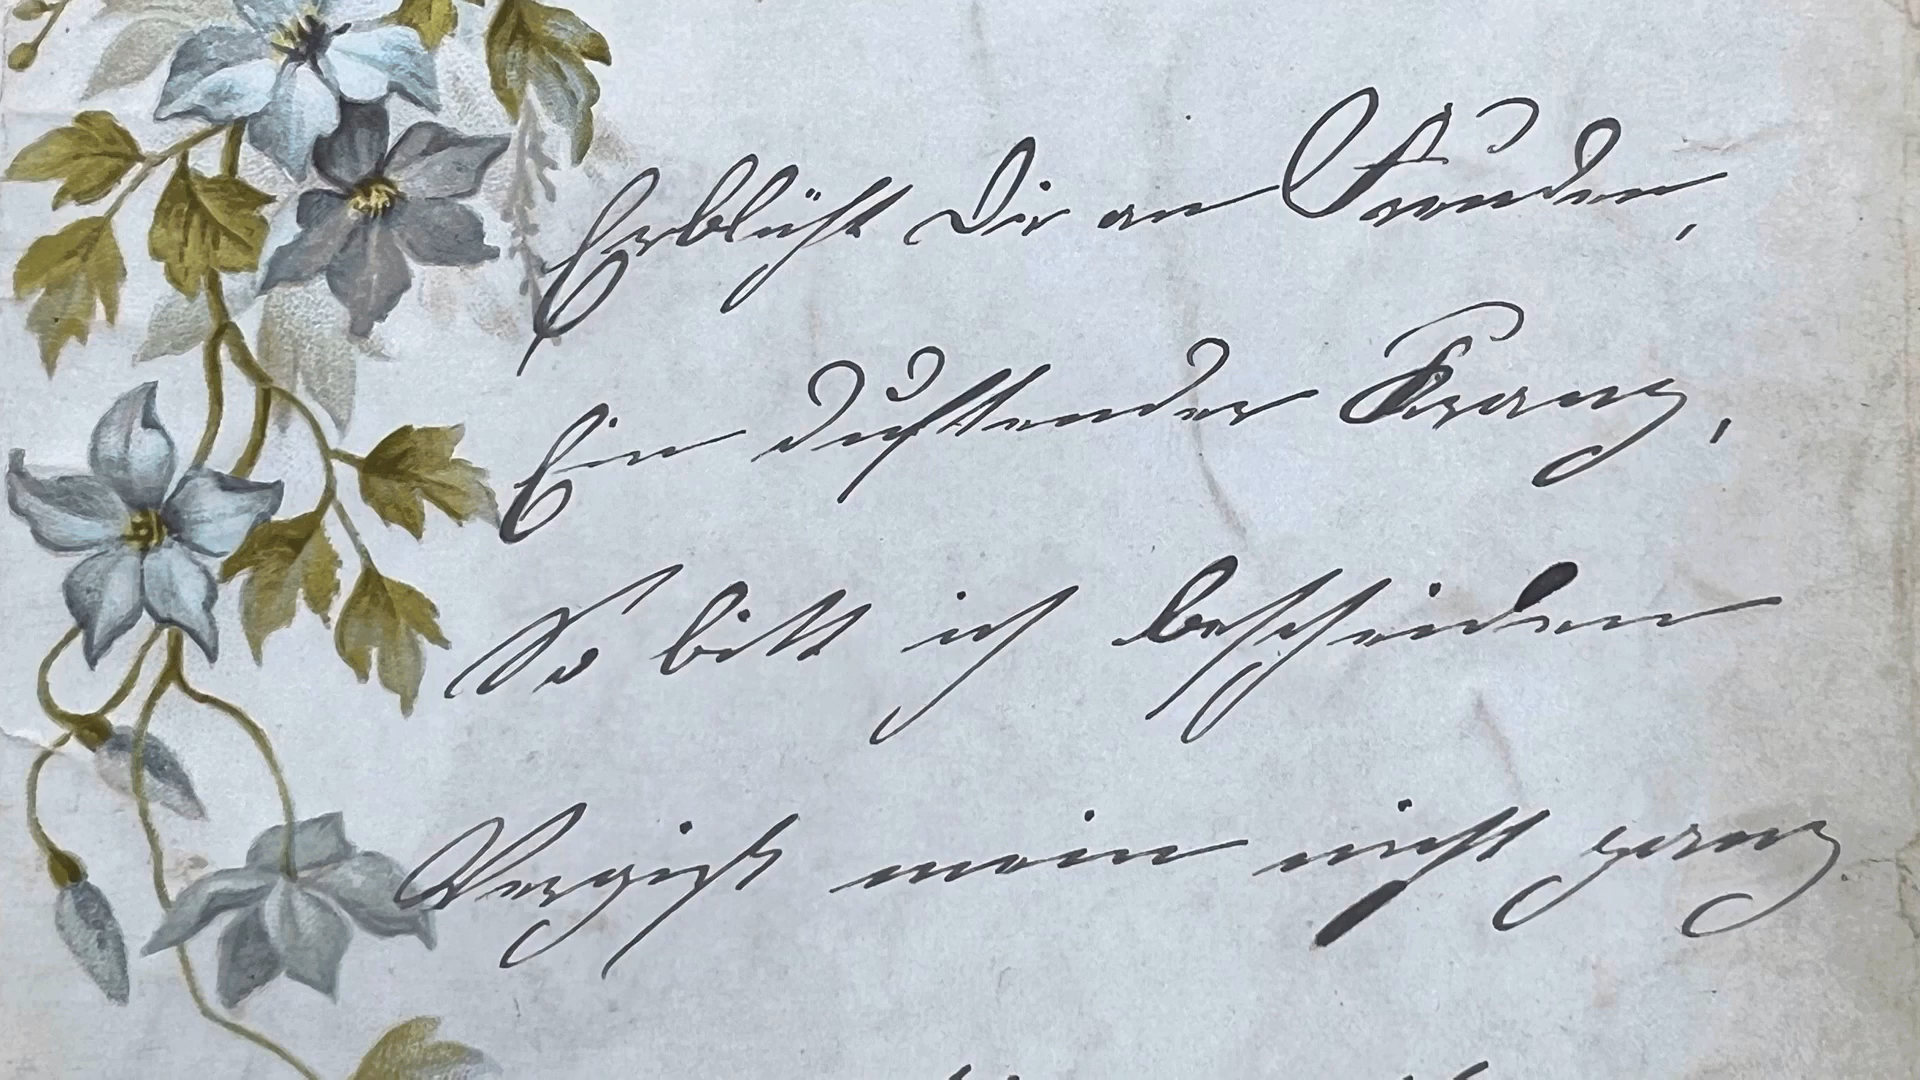 Erblüht Dir an Freuden,
Ein duftender Kranz,
So bitt ich bescheiden
Vergiß mein nicht ganz.